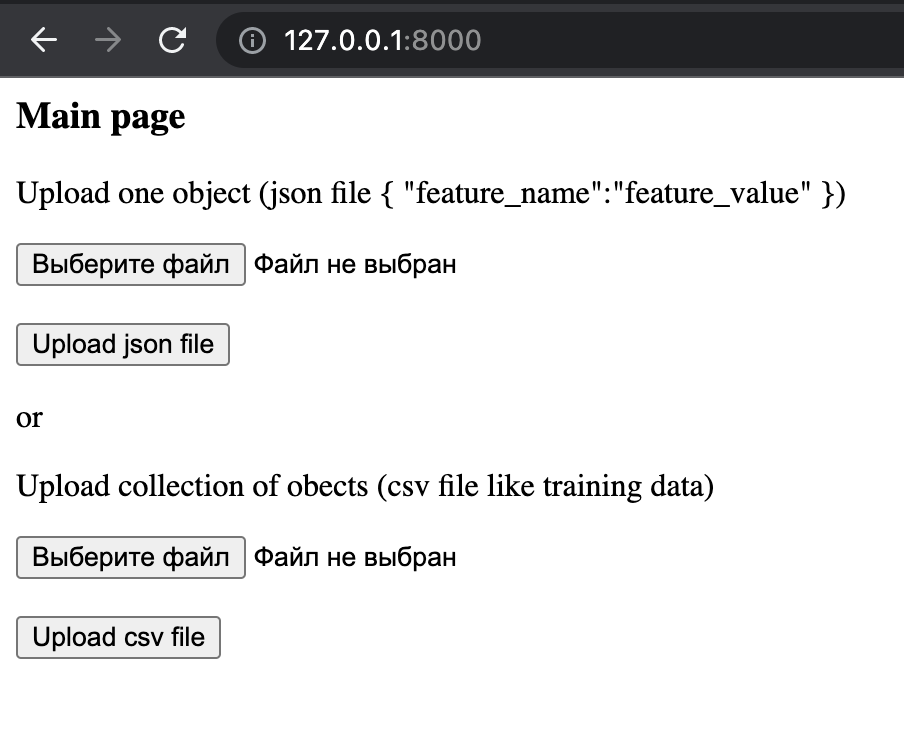 127.0.0.1:8000
Main page
Upload one object (json file { "feature_name":"feature_value" })
Выберите файл Файл не выбран
Upload json file
or
Upload collection of obects (csv file like training data)
Выберите файл Файл не выбран
Upload csv file